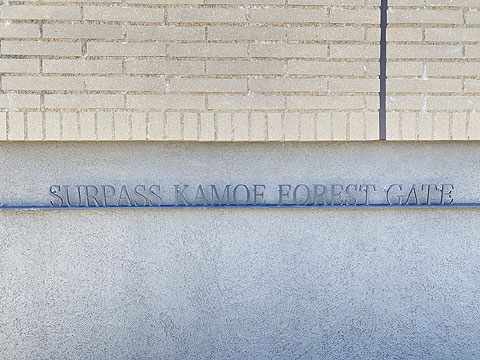 SURPASS KAMOE FOREST GATE